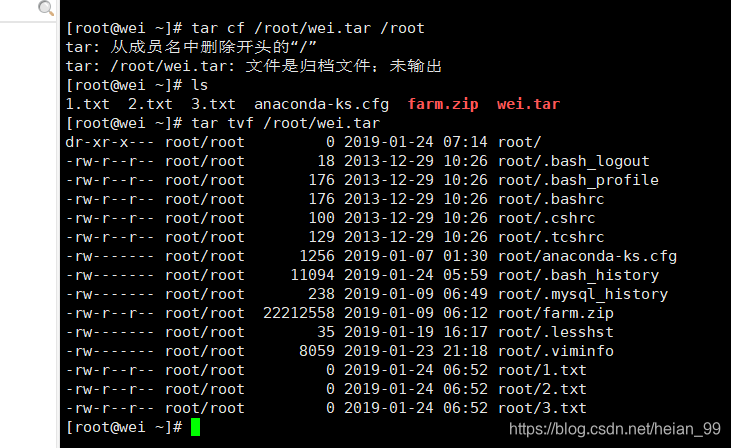 [root@wei ~]# tar cf /root/wei.tar /root
tar: 从成员名中删除开头的“/”
tar: /root/wei.tar: 文件是归档文件；未输出
[root@wei ~]# ls
1.txt  2.txt  3.txt  anaconda-ks.cfg  farm.zip  wei.tar
[root@wei ~]# tar tvf /root/wei.tar
dr-xr-x--- root/root         0 2019-01-24 07:14 root/
-rw-r--r-- root/root        18 2013-12-29 10:26 root/.bash_logout
-rw-r--r-- root/root       176 2013-12-29 10:26 root/.bash_profile
-rw-r--r-- root/root       176 2013-12-29 10:26 root/.bashrc
-rw-r--r-- root/root       100 2013-12-29 10:26 root/.cshrc
-rw-r--r-- root/root       129 2013-12-29 10:26 root/.tcshrc
-rw------- root/root      1256 2019-01-07 01:30 root/anaconda-ks.cfg
-rw------- root/root     11094 2019-01-24 05:59 root/.bash_history
-rw------- root/root       238 2019-01-09 06:49 root/.mysql_history
-rw-r--r-- root/root  22212558 2019-01-09 06:12 root/farm.zip
-rw------- root/root        35 2019-01-19 16:17 root/.lesshst
-rw------- root/root      8059 2019-01-23 21:18 root/.viminfo
-rw-r--r-- root/root         0 2019-01-24 06:52 root/1.txt
-rw-r--r-- root/root         0 2019-01-24 06:52 root/2.txt
-rw-r--r-- root/root         0 2019-01-24 06:52 root/3.txt
[root@wei ~]#
https://blog.csdn.net/heian_99